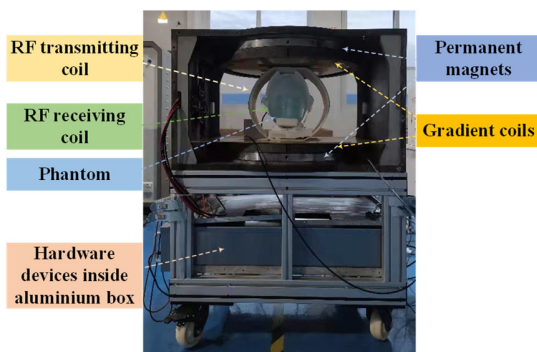 RF transmitting
coil
RF receiving
coil
Phantom
Hardware
devices inside
aluminium box
Permanent
magnets
Gradient coils